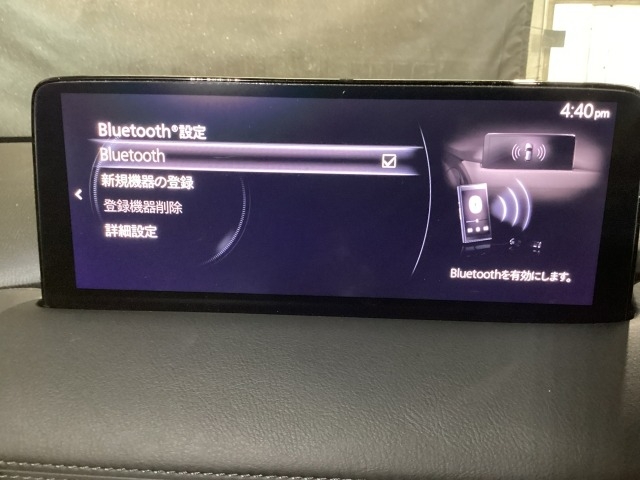 4:40pm
Bluetooth®設定
Bluetooth
新規機器の登録
登録機器削除
詳細設定
Bluetoothを有効にします。